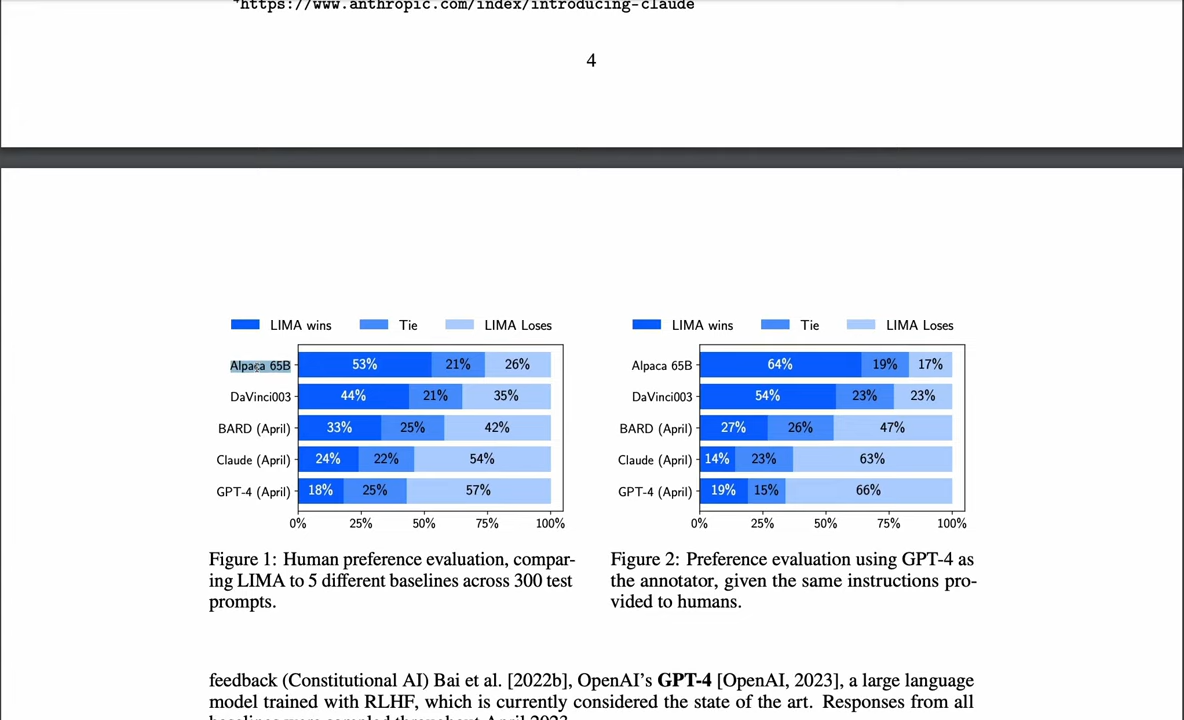 ⁴https://www.anthropic.com/index/introducing-claude
4
LIMA wins Tie LIMA Loses
Alpaca 65B 53% 21% 26%
DaVinci003 44% 21% 35%
BARD (April) 33% 25% 42%
Claude (April) 24% 22% 54%
GPT-4 (April) 18% 25% 57%
0% 25% 50% 75% 100%
Figure 1: Human preference evaluation, compar-
ing LIMA to 5 different baselines across 300 test
prompts.
LIMA wins Tie LIMA Loses
Alpaca 65B 64% 19% 17%
DaVinci003 54% 23% 23%
BARD (April) 27% 26% 47%
Claude (April) 14% 23% 63%
GPT-4 (April) 19% 15% 66%
0% 25% 50% 75% 100%
Figure 2: Preference evaluation using GPT-4 as
the annotator, given the same instructions pro-
vided to humans.
feedback (Constitutional AI) Bai et al. [2022b], OpenAI's GPT-4 [OpenAI, 2023], a large language
model trained with RLHF, which is currently considered the state of the art. Responses from all
baselines were sampled throughout April 2023.